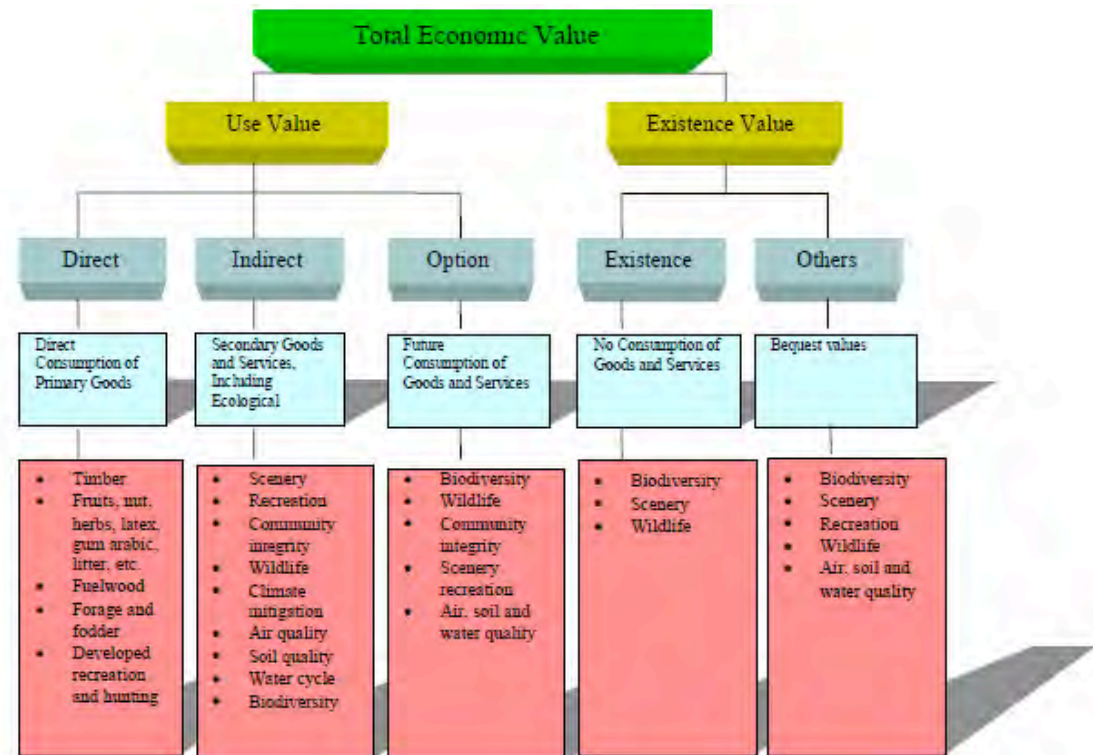 Total Economic Value
Use Value
Existence Value
Direct
Indirect
Option
Existence
Others
Direct
Consumption of
Primary Goods
Secondary Goods
and Services,
Including
Ecological
Future
Consumption of
Goods and Services
No Consumption of
Goods and Services
Bequest values
• Timber
• Fruits, nut,
herbs, latex,
gum arabic,
litter, etc.
• Fuelwood
• Forage and
fodder
• Developed
recreation
and hunting
• Scenery
• Recreation
• Community
integrity
• Wildlife
• Climate
mitigation
• Air quality
• Soil quality
• Water cycle
• Biodiversity
• Biodiversity
• Wildlife
• Community
integrity
• Scenery
recreation
• Air, soil and
water quality
• Biodiversity
• Scenery
• Wildlife
• Biodiversity
• Scenery
• Recreation
• Wildlife
• Air, soil and
water quality